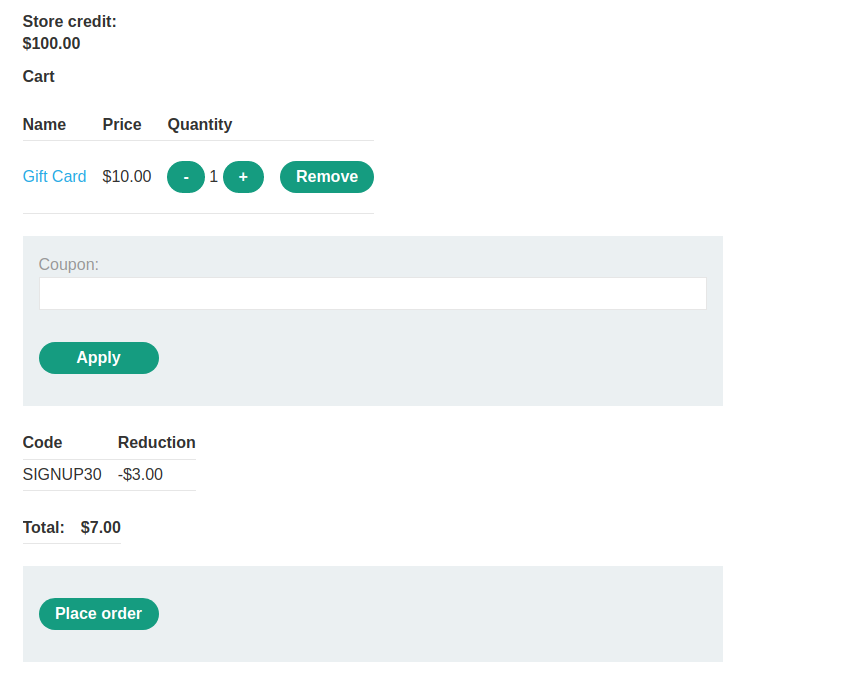 Store credit:
$100.00
Cart
Name Price Quantity
Gift Card $10.00 - 1 + Remove
Coupon:
Apply
Code Reduction
SIGNUP30 -$3.00
Total: $7.00
Place order